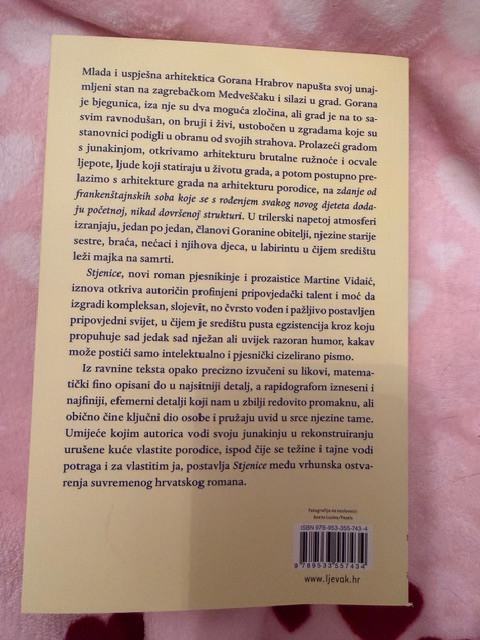 Mlada i uspješna arhitektica Gorana Hrabrov napušta svoj unaj-
mljeni stan na zagrebačkom Medveščaku i silazi u grad. Gorana
je bjegunica, iza nje su dva moguća zločina, ali grad je na to sa-
svim ravnodušan, on bruji i živi, ustobočen u zgradama koje su
stanovnici podigli u obranu od svojih strahova. Prolazeći gradom
s junakinjom, otkrivamo arhitekturu brutalne ružnoće i ocvale
ljepote, ljude koji statiraju u životu grada, a potom postupno pre-
lazimo s arhitekture grada na arhitekturu porodice, na zdanje od
frankenštajnskih soba koje se s rođenjem svakog novog djeteta doda-
ju početnoj, nikad dovršenoj strukturi. U trilerski napetoj atmosferi
izranjaju, jedan po jedan, članovi Goranine obitelji, njezine starije
sestre, braća, nećaci i njihova djeca, u labirintu u čijem središtu
leži majka na samrti.
Stjenice, novi roman pjesnikinje i prozaistice Martine Vidaić,
iznova otkriva autoričin profinjeni pripovjedački talent i moć da
izgradi kompleksan, slojevit, no čvrsto vođen i pažljivo postavljen
pripovjedni svijet, u čijem je središtu pusta egzistencija kroz koju
propuhuje sad jedak sad nježan ali uvijek razoran humor, kakav
može postići samo intelektualno i pjesnički cizelirano pismo.
Iz ravnine teksta opako precizno izvučeni su likovi, matema-
tički fino opisani do u najsitniji detalj, a rapidografom izneseni i
najfiniji, efemerni detalji koji nam u zbilji redovito promaknu, ali
obično čine ključni dio osobe i pružaju uvid u srce njezine tame.
Umijeće kojim autorica vodi svoju junakinju u rekonstruiranju
urušene kuće vlastite porodice, ispod čije se težine i tajne vodi
potraga i za vlastitim ja, postavlja Stjenice među vrhunska ostva-
renja suvremenog hrvatskog romana.
Fotografija na naslovnici:
ISBN 978-953-355-743-4
9 789533 557434
www.ljevak.hr